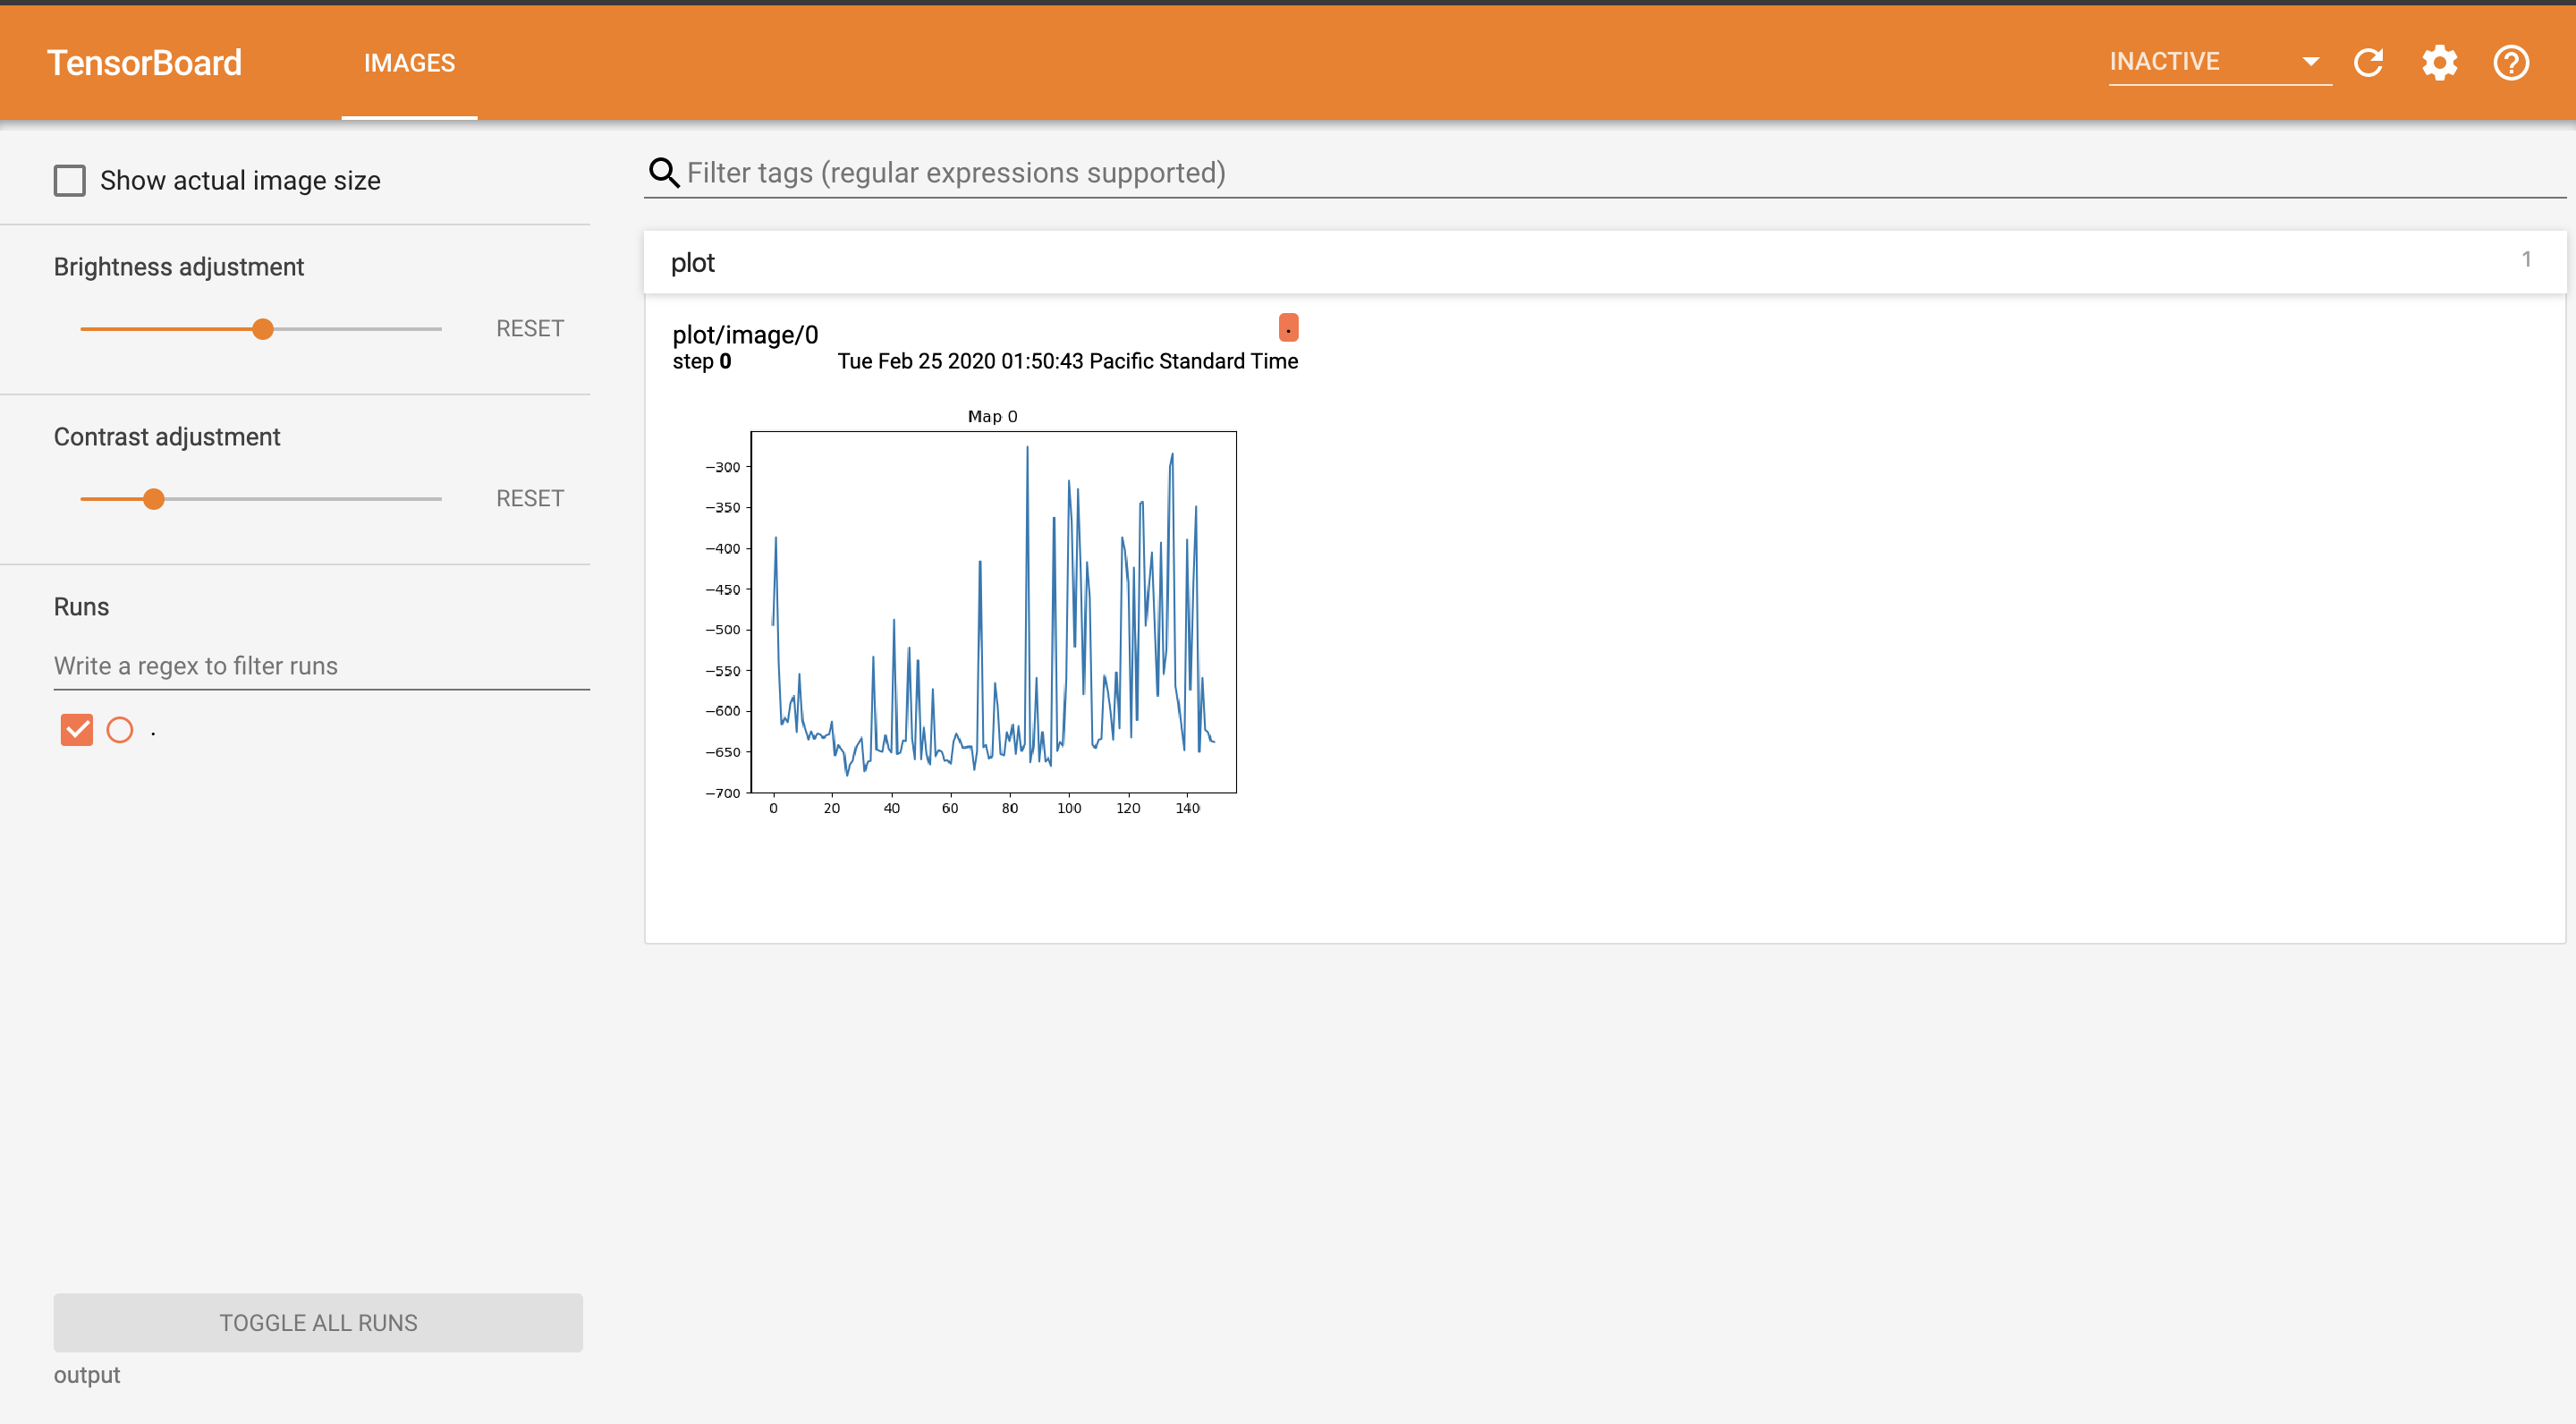 TensorBoard
IMAGES
INACTIVE
Show actual image size
Brightness adjustment
RESET
Contrast adjustment
RESET
Runs
Write a regex to filter runs
.
TOGGLE ALL RUNS
output
Filter tags (regular expressions supported)
plot
1
plot/image/0
.
step 0
Tue Feb 25 2020 01:50:43 Pacific Standard Time
Map 0
−300
−350
−400
−450
−500
−550
−600
−650
−700
0 20 40 60 80 100 120 140